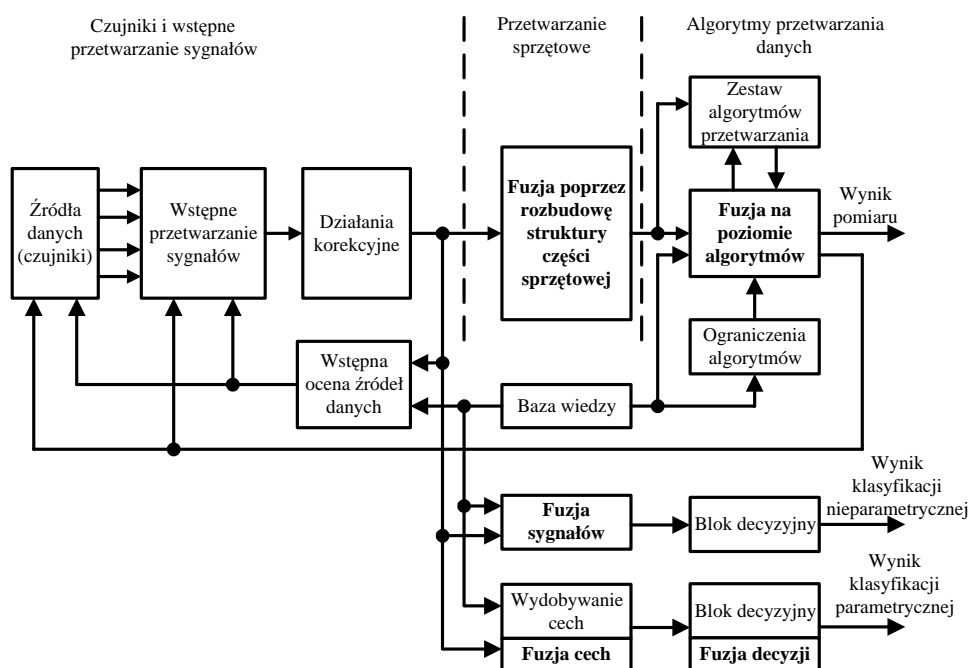 Czujniki i wstępne
przetwarzanie sygnałów
Przetwarzanie
sprzętowe
Algorytmy przetwarzania
danych
Zestaw
algorytmów
przetwarzania
Źródła
danych
(czujniki)
Wstępne
przetwarzanie
sygnałów
Działania
korekcyjne
Fuzja poprzez
rozbudowę
struktury
części
sprzętowej
Fuzja na
poziomie
algorytmów
Wynik
pomiaru
Ograniczenia
algorytmów
Wstępna
ocena źródeł
danych
Baza wiedzy
Fuzja
sygnałów
Blok decyzyjny
Wynik
klasyfikacji
nieparametrycznej
Wydobywanie
cech
Fuzja cech
Blok decyzyjny
Fuzja decyzji
Wynik
klasyfikacji
parametrycznej